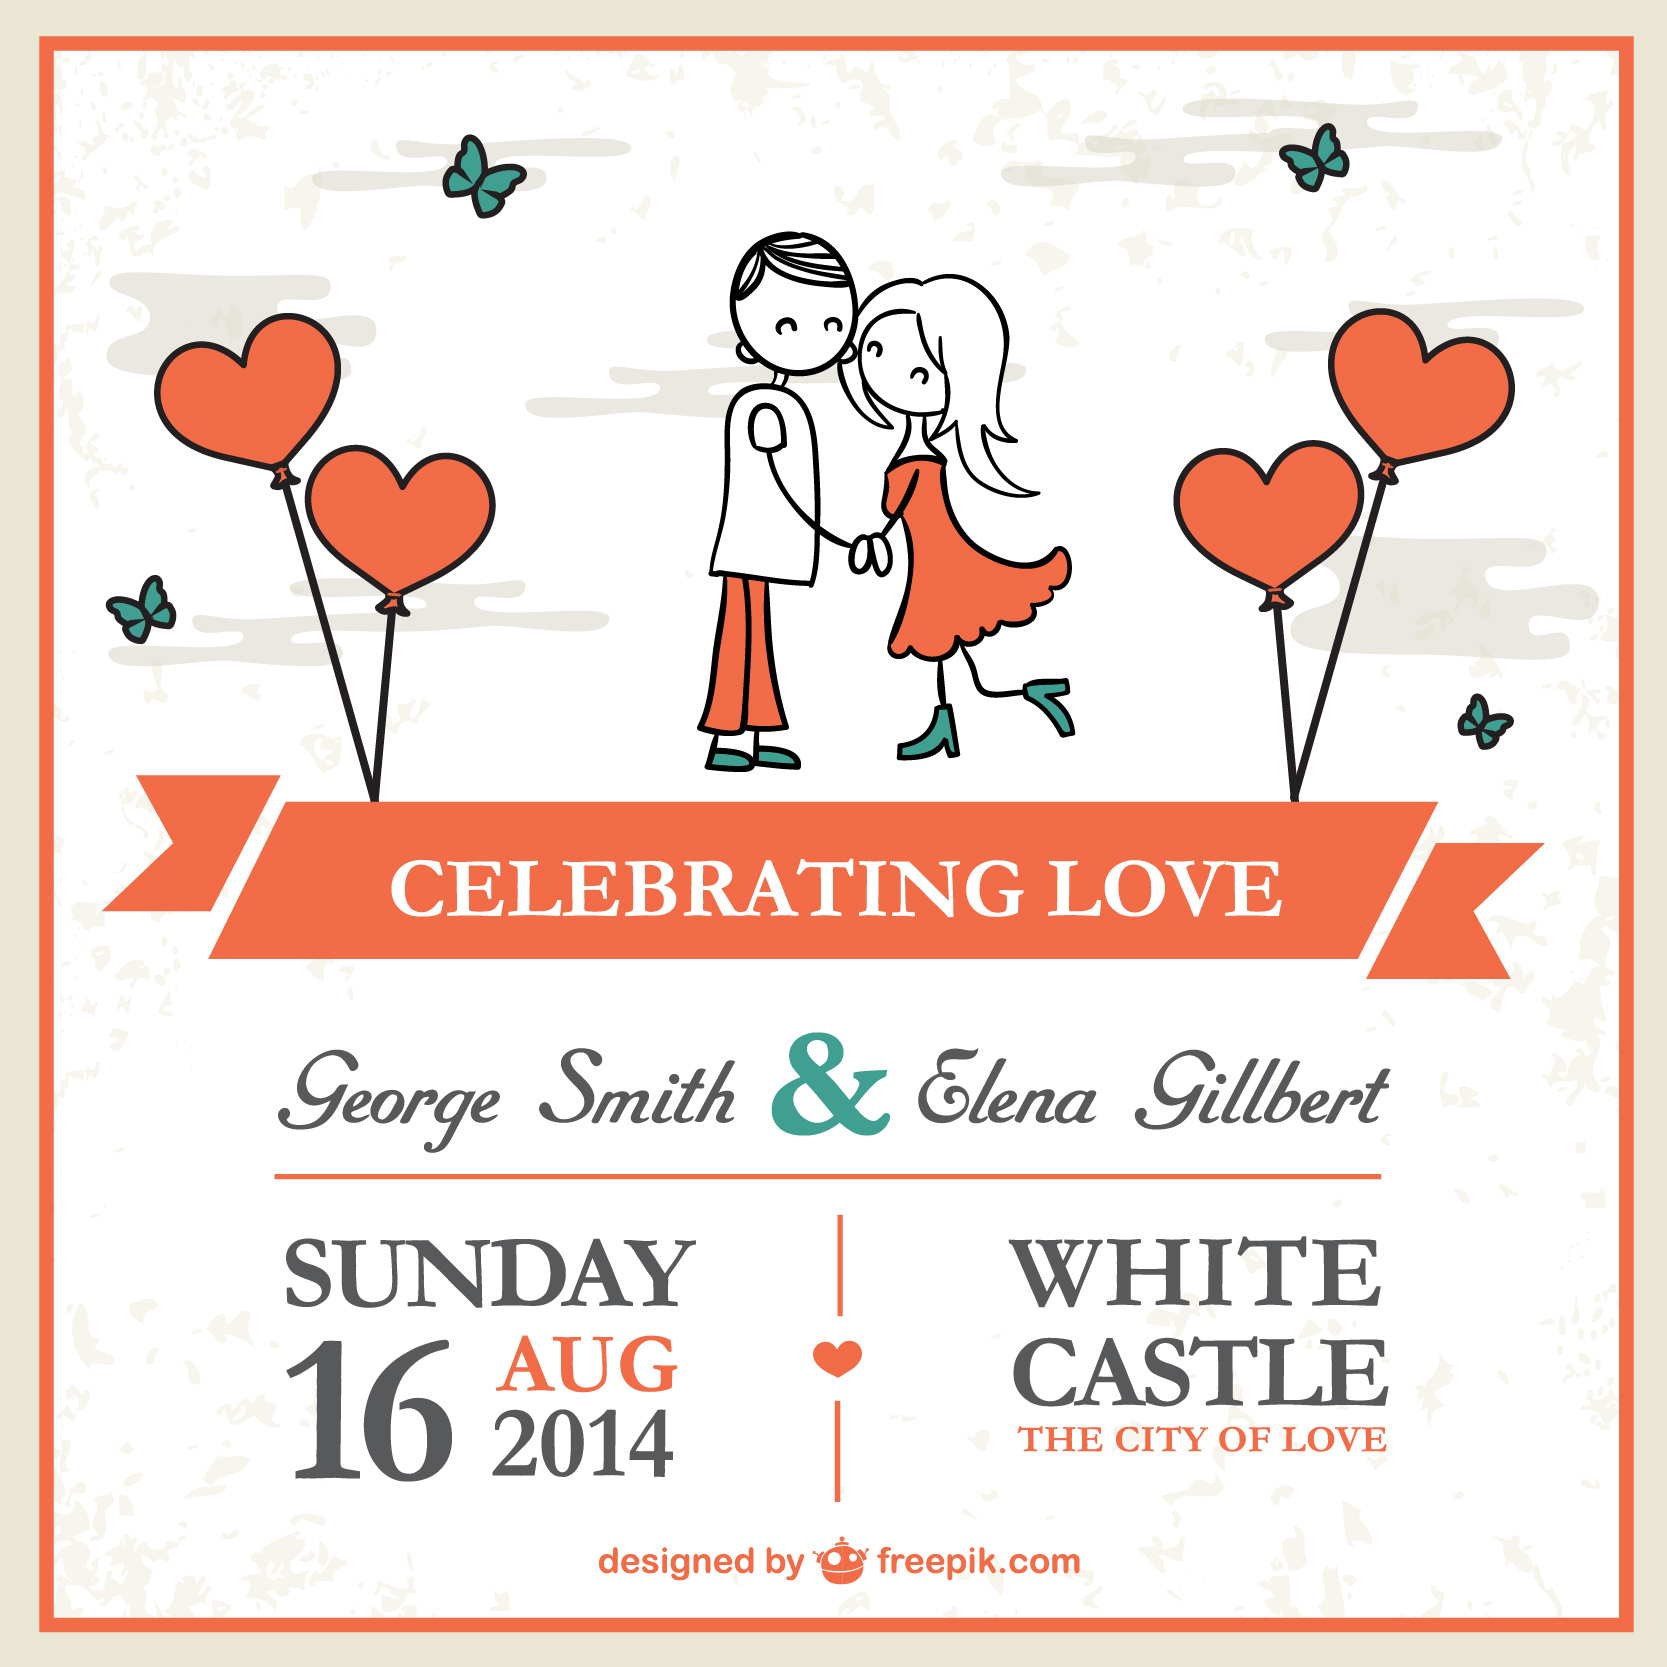 CELEBRATING LOVE
George Smith & Elena Gillbert
SUNDAY
16 AUG
2014
WHITE
CASTLE
THE CITY OF LOVE
designed by freepik.com